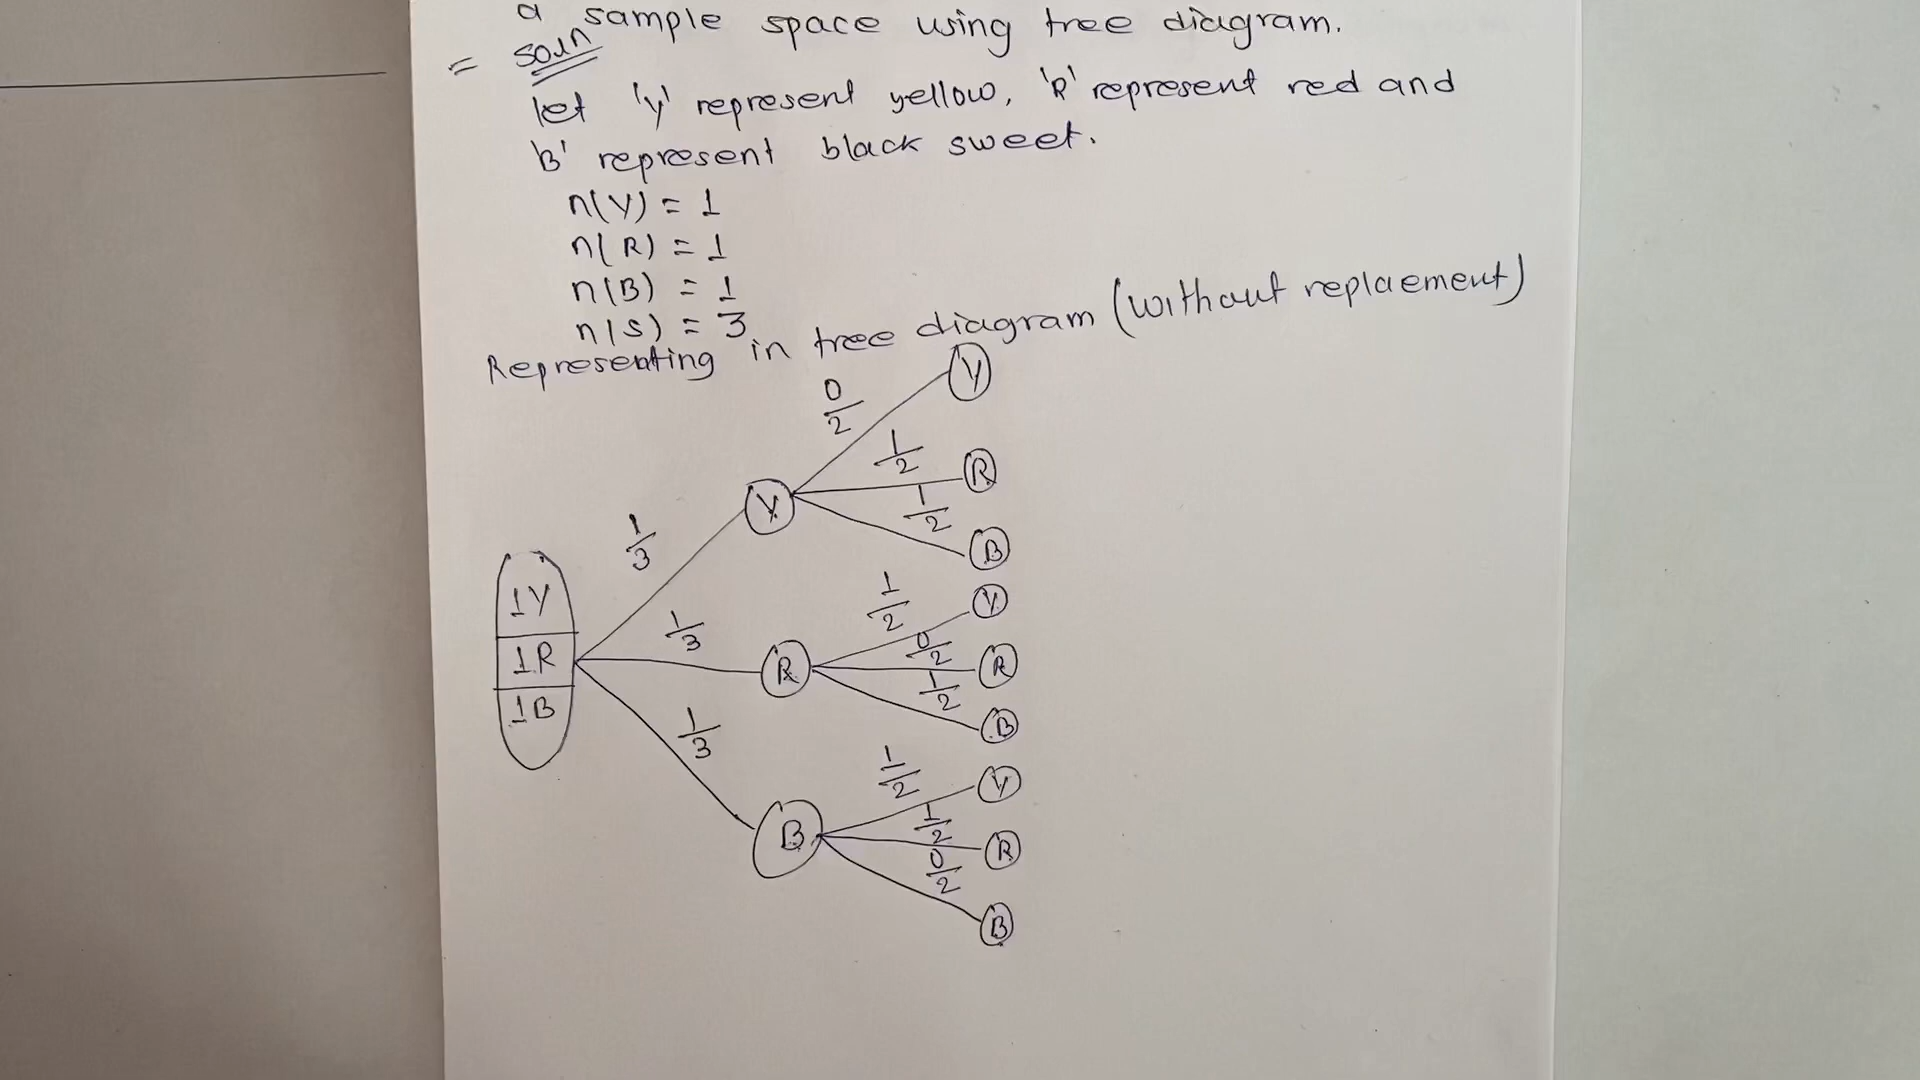 a sample space using tree diagram.
= soln
let 'y' represent yellow, 'R' represent red and
'B' represent black sweet.
n(Y) = 1
n(R) = 1
n(B) = 1
n(S) = 3
Representing in tree diagram (without replaement)
0/2 Y
1/2 R
1/3 Y
1/2 B
1Y
1/2 Y
1/3 R
0/2 R
1R
1/2 B
1B
1/3 B
1/2 Y
1/2 R
0/2 B